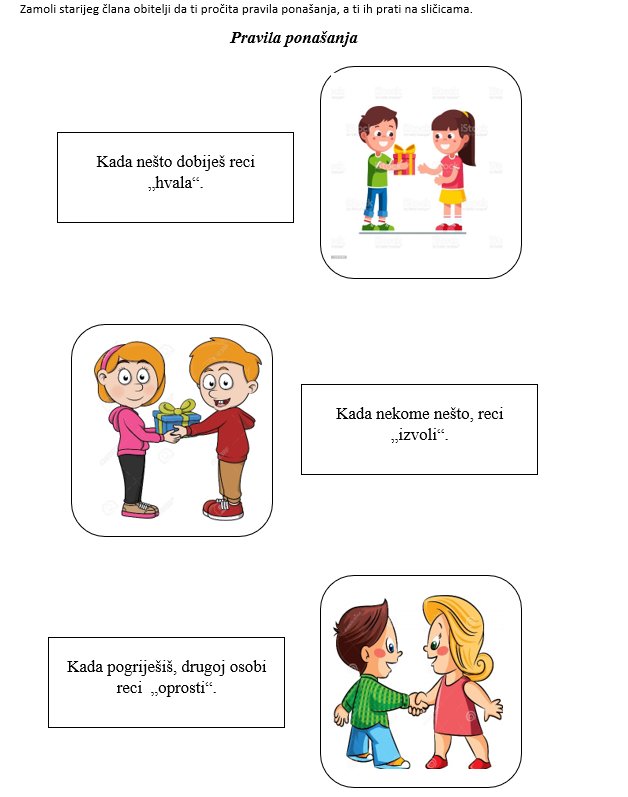 Zamoli starijeg člana obitelji da ti pročita pravila ponašanja, a ti ih prati na sličicama.
Pravila ponašanja
Kada nešto dobiješ reci
„hvala“.
Kada nekome nešto, reci
„izvoli“.
Kada pogriješiš, drugoj osobi
reci „oprosti“.